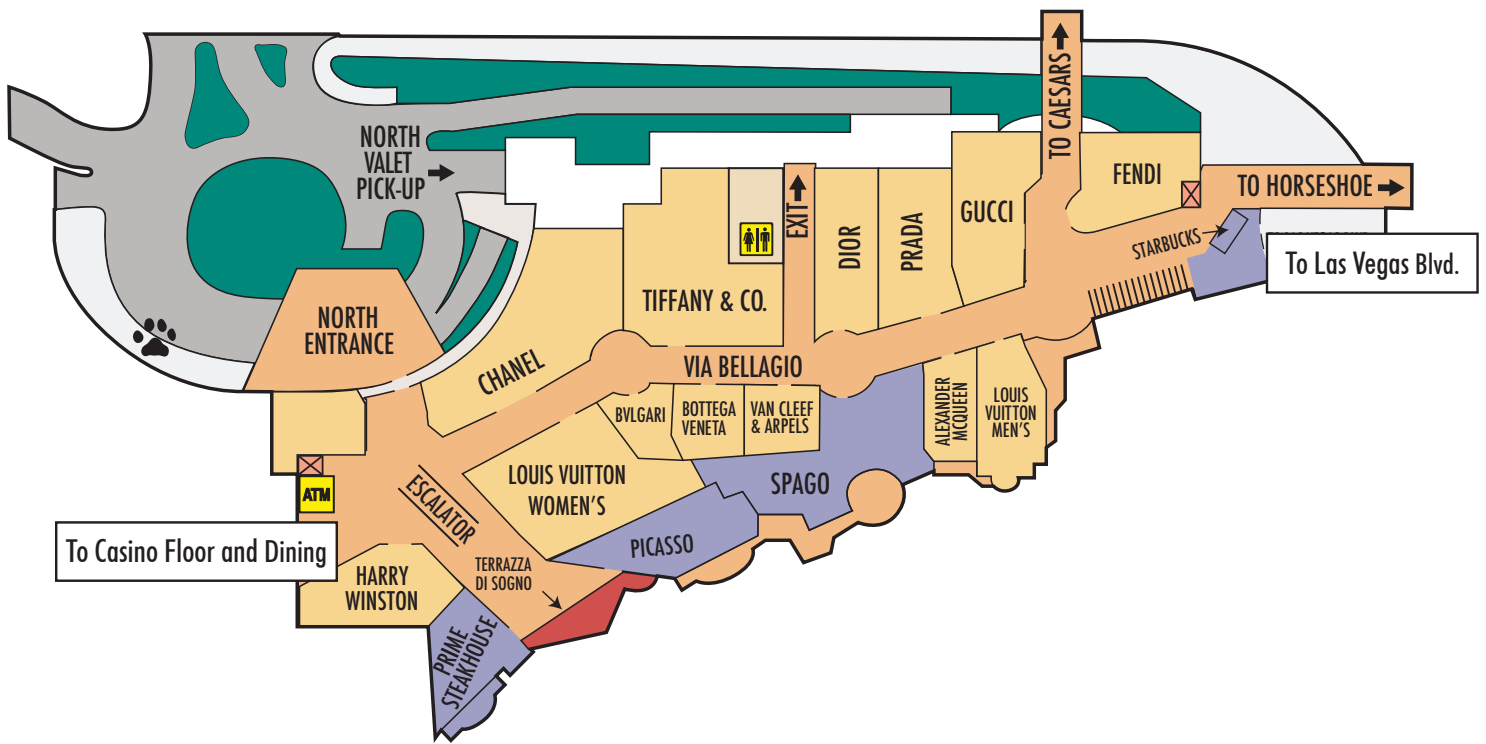 TO CAESARS
NORTH
VALET
PICK-UP
FENDI
TO HORSESHOE
GUCCI
EXIT
DIOR
PRADA
STARBUCKS
To Las Vegas Blvd.
TIFFANY & CO.
NORTH
ENTRANCE
CHANEL
VIA BELLAGIO
BVLGARI
BOTTEGA
VENETA
VAN CLEEF
& ARPELS
ALEXANDER
MCQUEEN
LOUIS
VUITTON
MEN'S
LOUIS VUITTON
WOMEN'S
SPAGO
ESCALATOR
ATM
To Casino Floor and Dining
PICASSO
TERRAZZA
DI SOGNO
HARRY
WINSTON
PRIME
STEAKHOUSE